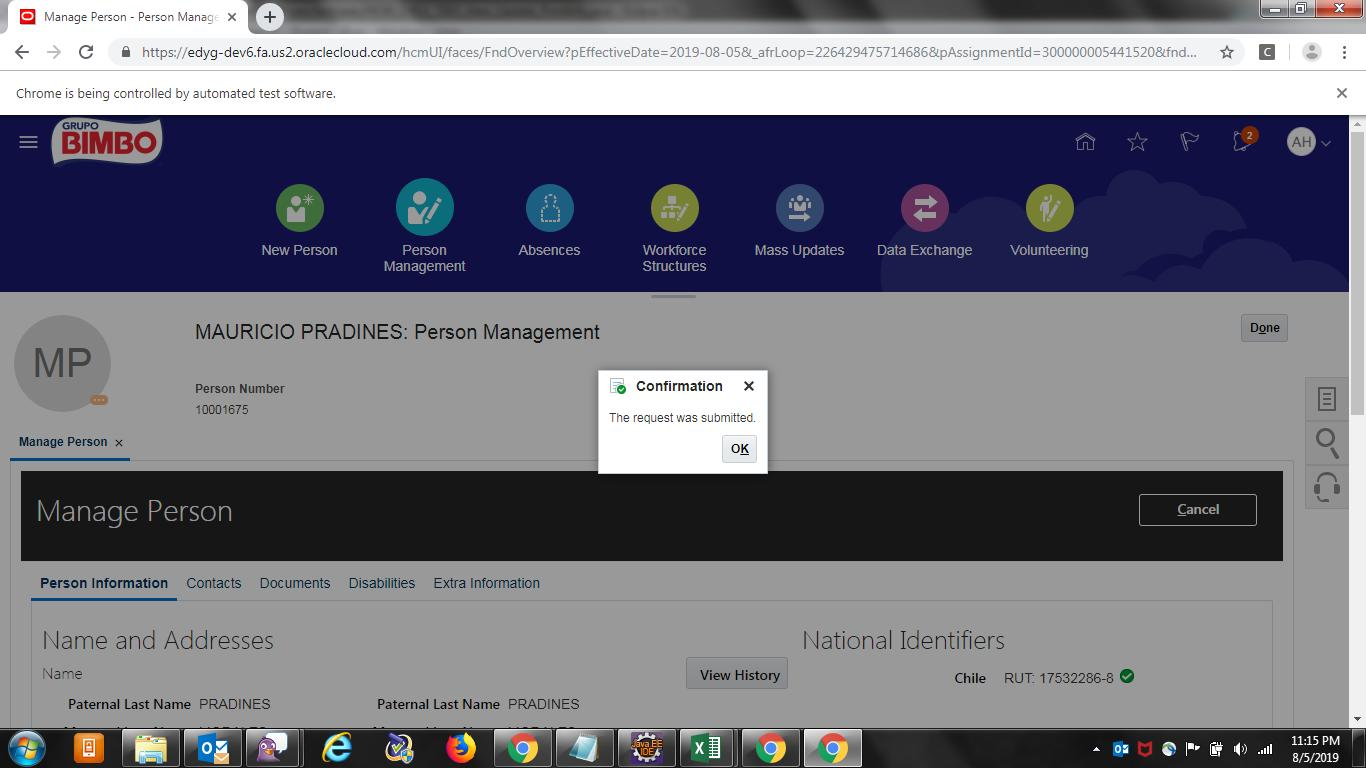 Manage Person - Person Manage
https://edyg-dev6.fa.us2.oraclecloud.com/hcmUI/faces/FndOverview?pEffectiveDate=2019-08-05&_afrLoop=226429475714686&pAssignmentId=300000005441520&fnd...
C
Chrome is being controlled by automated test software.
GRUPO
BIMBO
2
AH
New Person
Person
Management
Absences
Workforce
Structures
Mass Updates
Data Exchange
Volunteering
MP
MAURICIO PRADINES: Person Management
Done
Person Number
10001675
Confirmation
The request was submitted.
OK
Manage Person
Manage Person
Cancel
Person Information
Contacts
Documents
Disabilities
Extra Information
Name and Addresses
National Identifiers
Name
View History
Chile RUT: 17532286-8
Paternal Last Name PRADINES
Paternal Last Name PRADINES
Java EE
IDE
11:15 PM
8/5/2019